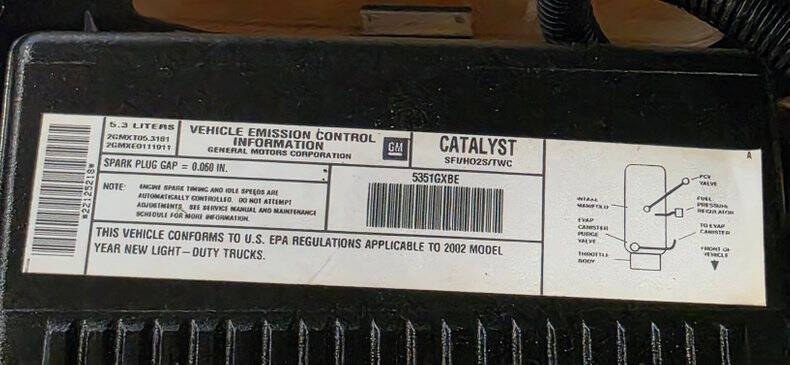 *22125218*
5.3 LITERS
2GMXT05.3181
2GMXE0111911
VEHICLE EMISSION CONTROL
INFORMATION
GENERAL MOTORS CORPORATION
GM
CATALYST
SFI/HO2S/TWC
SPARK PLUG GAP = 0.060 IN.
NOTE: ENGINE SPARK TIMING AND IDLE SPEEDS ARE
AUTOMATICALLY CONTROLLED. DO NOT ATTEMPT
ADJUSTMENTS. SEE SERVICE MANUAL AND MAINTENANCE
SCHEDULE FOR MORE INFORMATION.
5351GXBE
THIS VEHICLE CONFORMS TO U.S. EPA REGULATIONS APPLICABLE TO 2002 MODEL
YEAR NEW LIGHT-DUTY TRUCKS.
A
PCV
VALVE
INTAKE
MANIFOLD
FUEL
PRESSURE
REGULATOR
EVAP
CANISTER
PURGE
VALVE
TO EVAP
CANISTER
THROTTLE
BODY
FRONT OF
VEHICLE